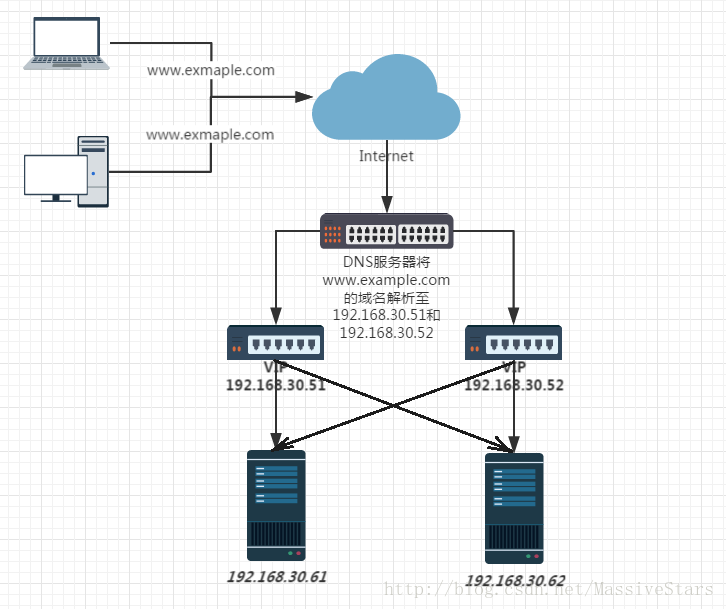 www.exmaple.com
www.exmaple.com
Internet
DNS服务器将
www.example.com
的域名解析至
192.168.30.51和
192.168.30.52
VIP
192.168.30.51
VIP
192.168.30.52
192.168.30.61
192.168.30.62
http://blog.csdn.net/MassiveStars